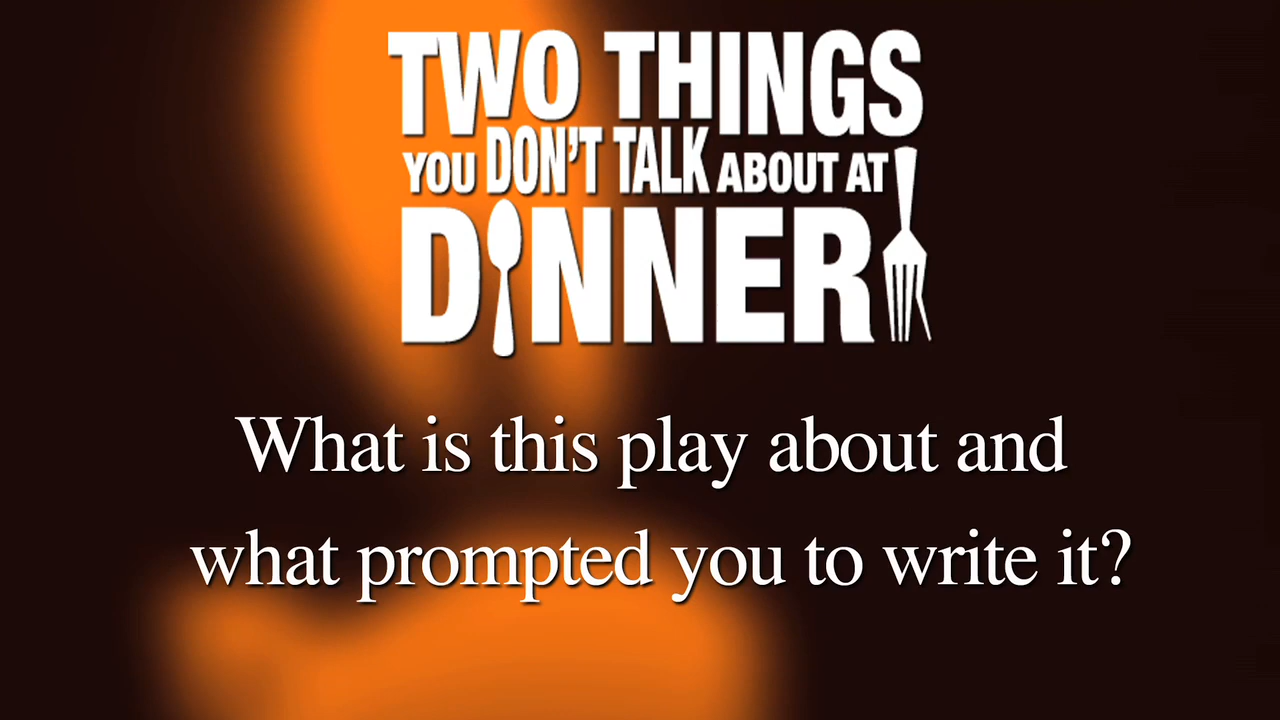 TWO THINGS
YOU DON'T TALK ABOUT AT
DINNER
What is this play about and
what prompted you to write it?